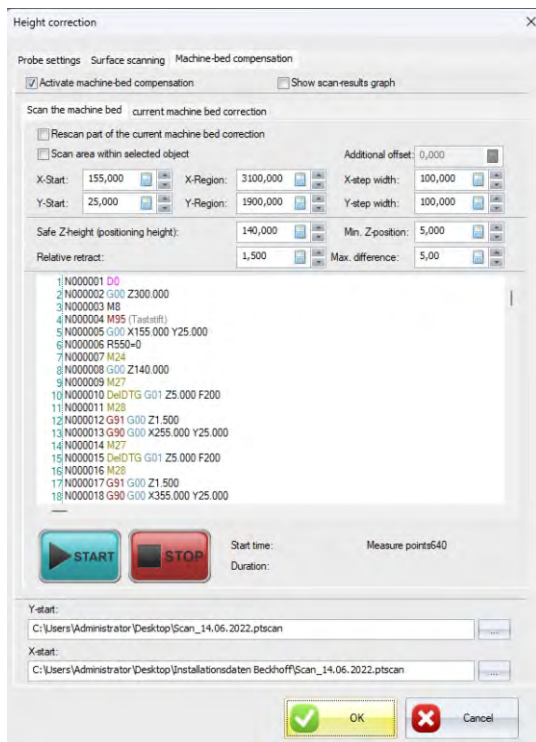 Height correction
Probe settings Surface scanning Machine-bed compensation
Activate machine-bed compensation Show scan-results graph
Scan the machine bed current machine bed correction
Rescan part of the current machine bed correction
Scan area within selected object Additional offset: 0,000
X-Start: 155,000 X-Region: 3100,000 X-step width: 100,000
Y-Start: 25,000 Y-Region: 1900,000 Y-step width: 100,000
Safe Z-height (positioning height): 140,000 Min. Z-position: 5,000
Relative retract: 1,500 Max. difference: 5,00
1 N000001 D0
2 N000002 G00 Z300.000
3 N000003 M8
4 N000004 M95 (Taststift)
5 N000005 G00 X155.000 Y25.000
6 N000006 R550=0
7 N000007 M24
8 N000008 G00 Z140.000
9 N000009 M27
10 N000010 DelDTG G01 Z5.000 F200
11 N000011 M28
12 N000012 G91 G00 Z1.500
13 N000013 G90 G00 X255.000 Y25.000
14 N000014 M27
15 N000015 DelDTG G01 Z5.000 F200
16 N000016 M28
17 N000017 G91 G00 Z1.500
18 N000018 G90 G00 X355.000 Y25.000
START STOP Start time: Measure points640
Duration:
Y-start:
C:\Users\Administrator\Desktop\Scan_14.06.2022.ptscan ...
X-start:
C:\Users\Administrator\Desktop\Installationsdaten Beckhoff\Scan_14.06.2022.ptscan ...
OK Cancel